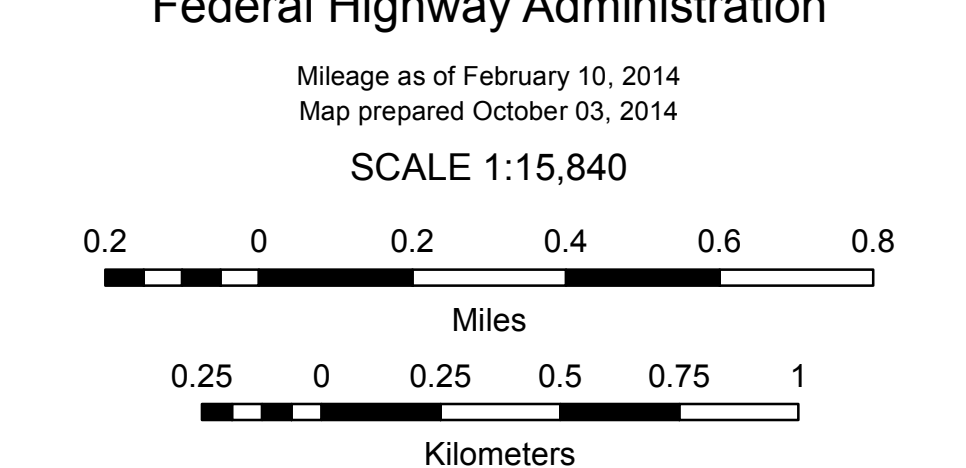 Federal Highway Administration
Mileage as of February 10, 2014
Map prepared October 03, 2014
SCALE 1:15,840
0.2 0 0.2 0.4 0.6 0.8
Miles
0.25 0 0.25 0.5 0.75 1
Kilometers